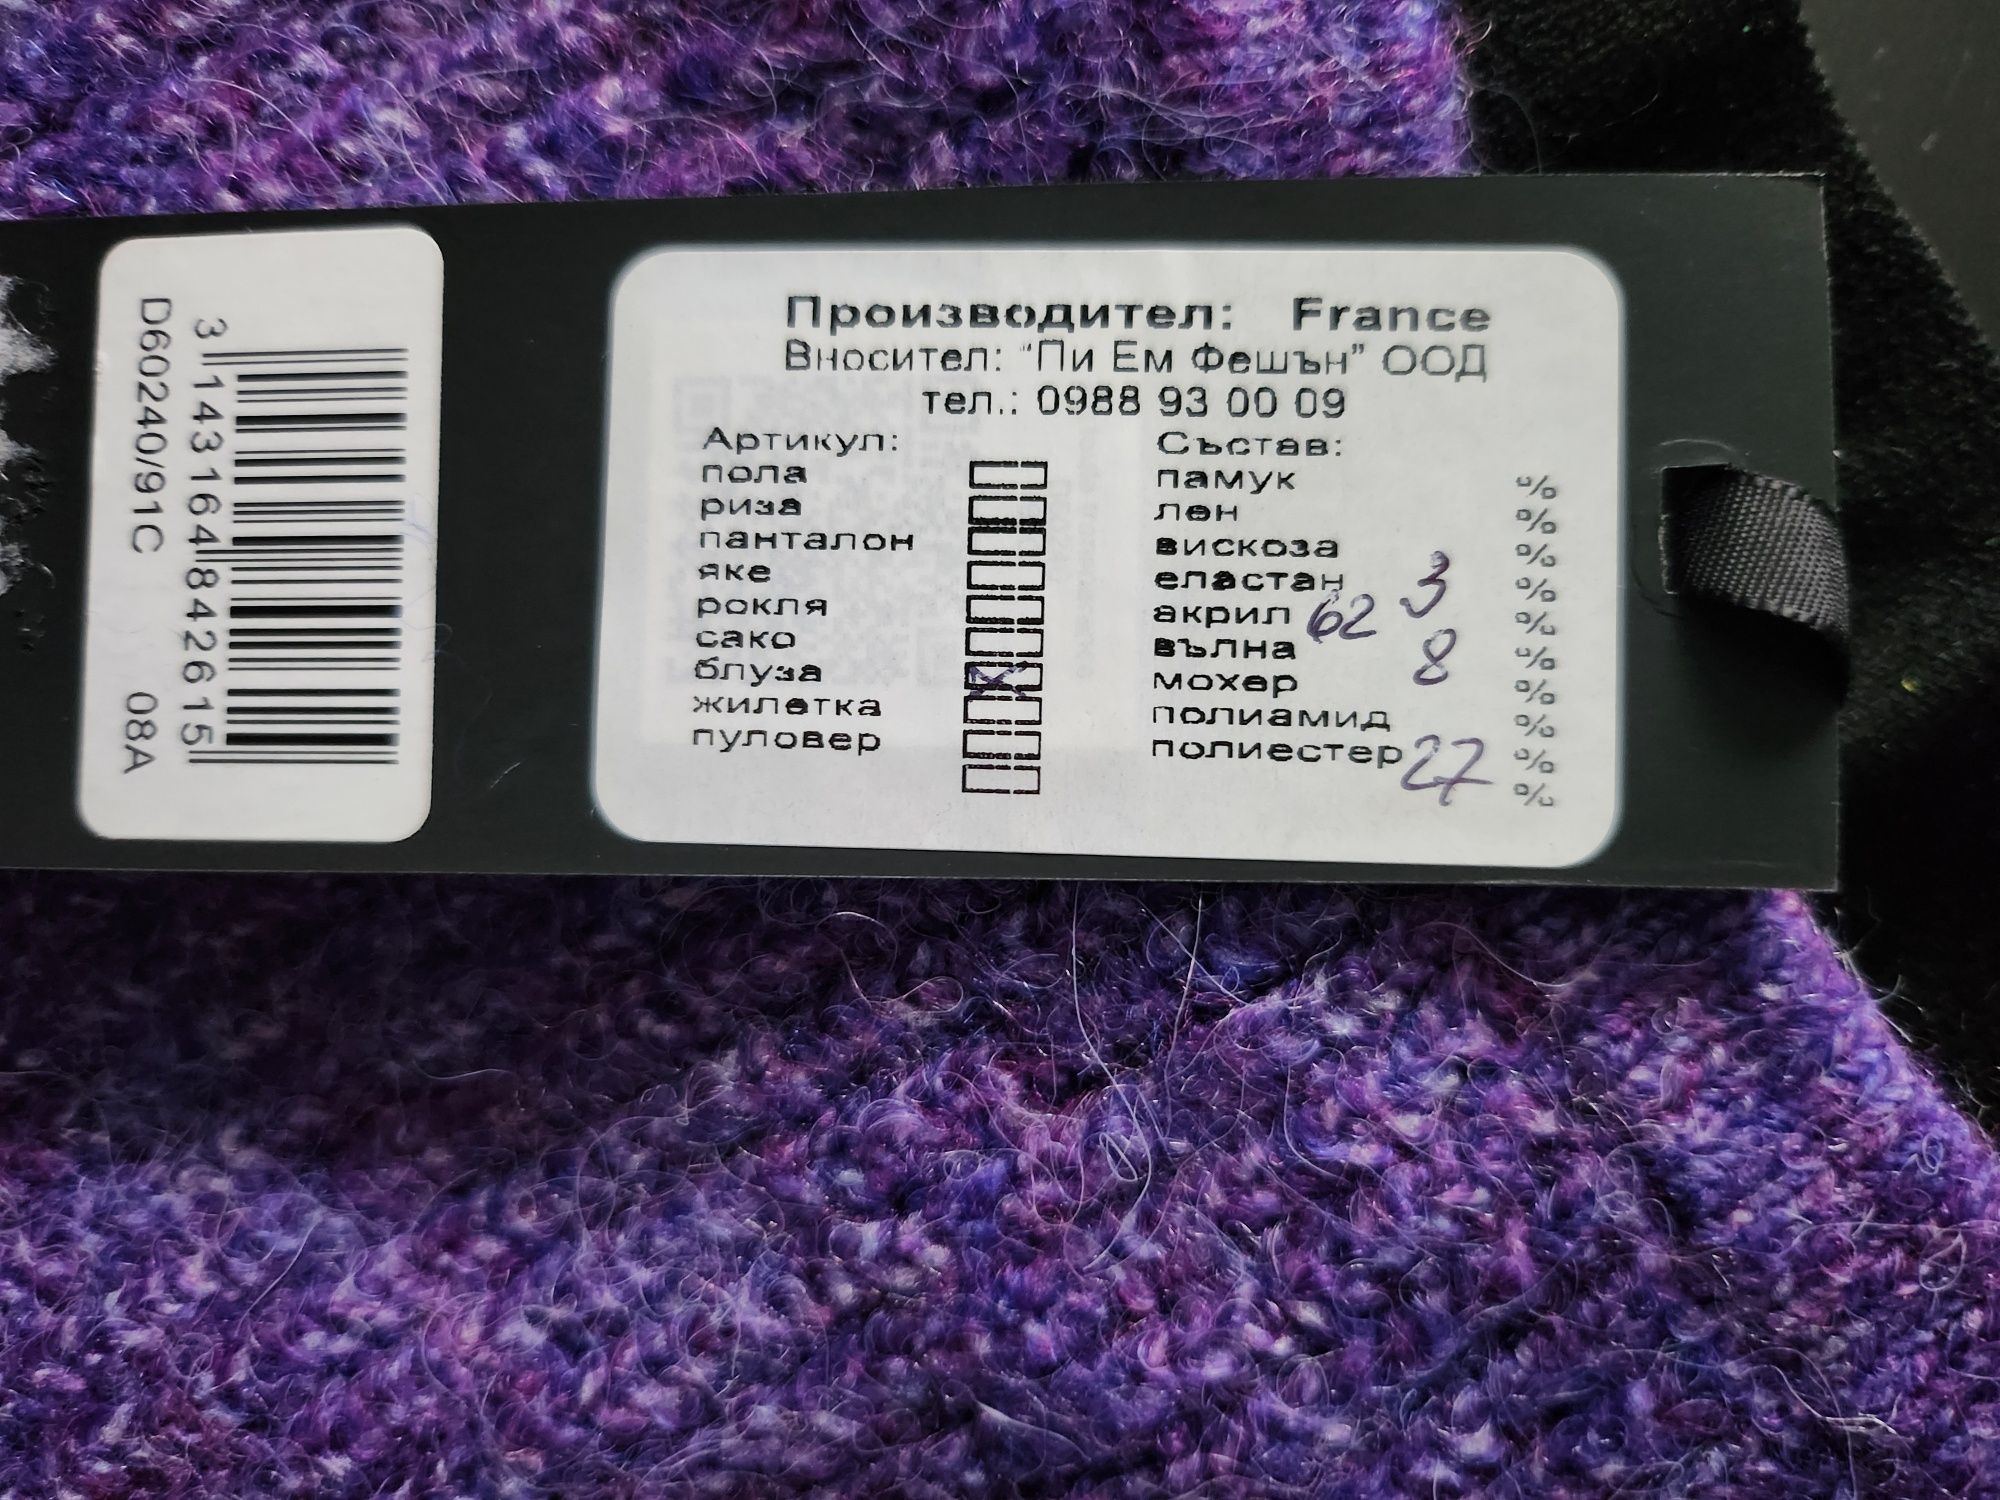 D60240/91C 08A
3 143164 842615
Производител: France
Вносител: "Пи Ем Фешън" ООД
тел.: 0988 93 00 09
Артикул:
пола
риза
панталон
яке
рокля
сако
блуза
жилетка
пуловер
Състав:
памук %
лен %
вискоза %
еластан 3 %
акрил 62 %
вълна 8 %
мохер %
полиамид %
полиестер 27 %
%